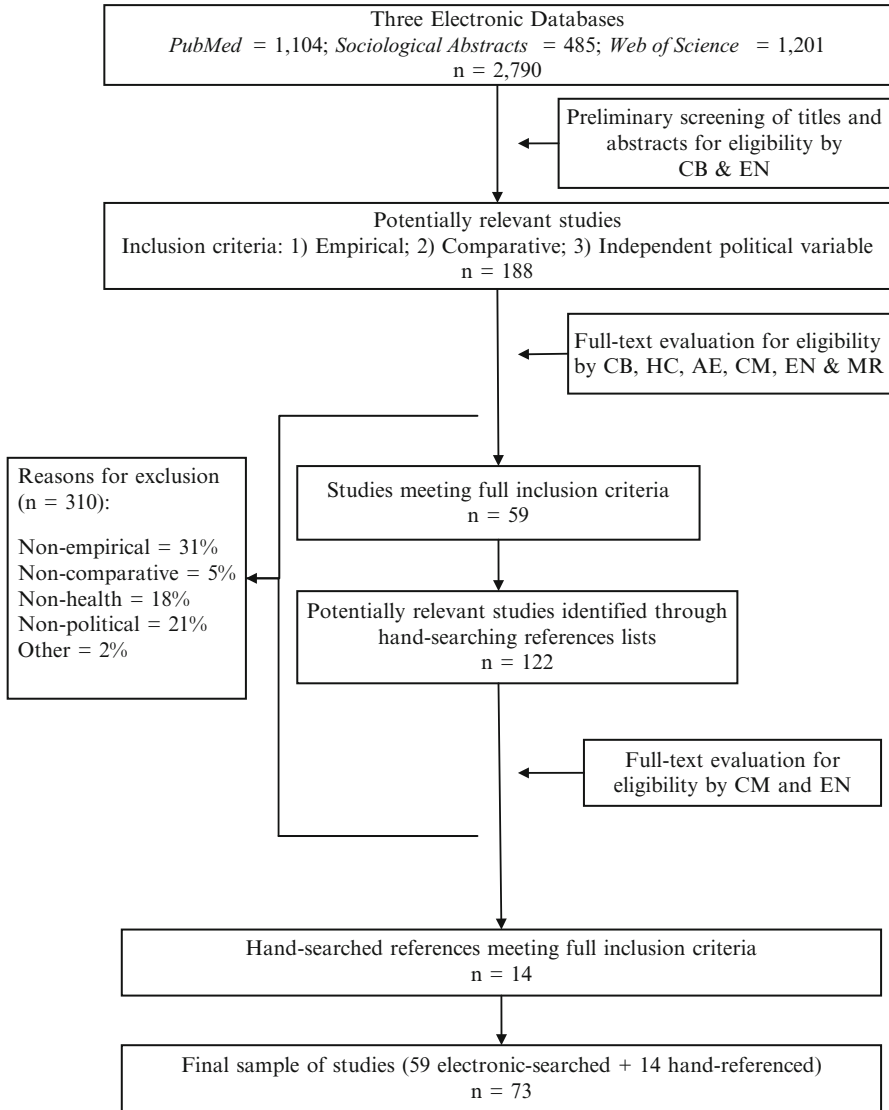 Three Electronic Databases
PubMed = 1,104; Sociological Abstracts = 485; Web of Science = 1,201
n = 2,790
Preliminary screening of titles and
abstracts for eligibility by
CB & EN
Potentially relevant studies
Inclusion criteria: 1) Empirical; 2) Comparative; 3) Independent political variable
n = 188
Full-text evaluation for eligibility
by CB, HC, AE, CM, EN & MR
Reasons for exclusion
(n = 310):
Non-empirical = 31%
Non-comparative = 5%
Non-health = 18%
Non-political = 21%
Other = 2%
Studies meeting full inclusion criteria
n = 59
Potentially relevant studies identified through
hand-searching references lists
n = 122
Full-text evaluation for
eligibility by CM and EN
Hand-searched references meeting full inclusion criteria
n = 14
Final sample of studies (59 electronic-searched + 14 hand-referenced)
n = 73